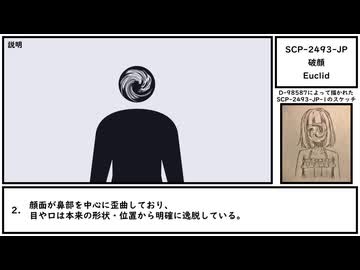 説明
SCP-2493-JP
破顔
Euclid
D-98587によって描かれた
SCP-2493-JP-1のスケッチ
2. 顔面が鼻部を中心に歪曲しており、
目や口は本来の形状・位置から明確に逸脱している。